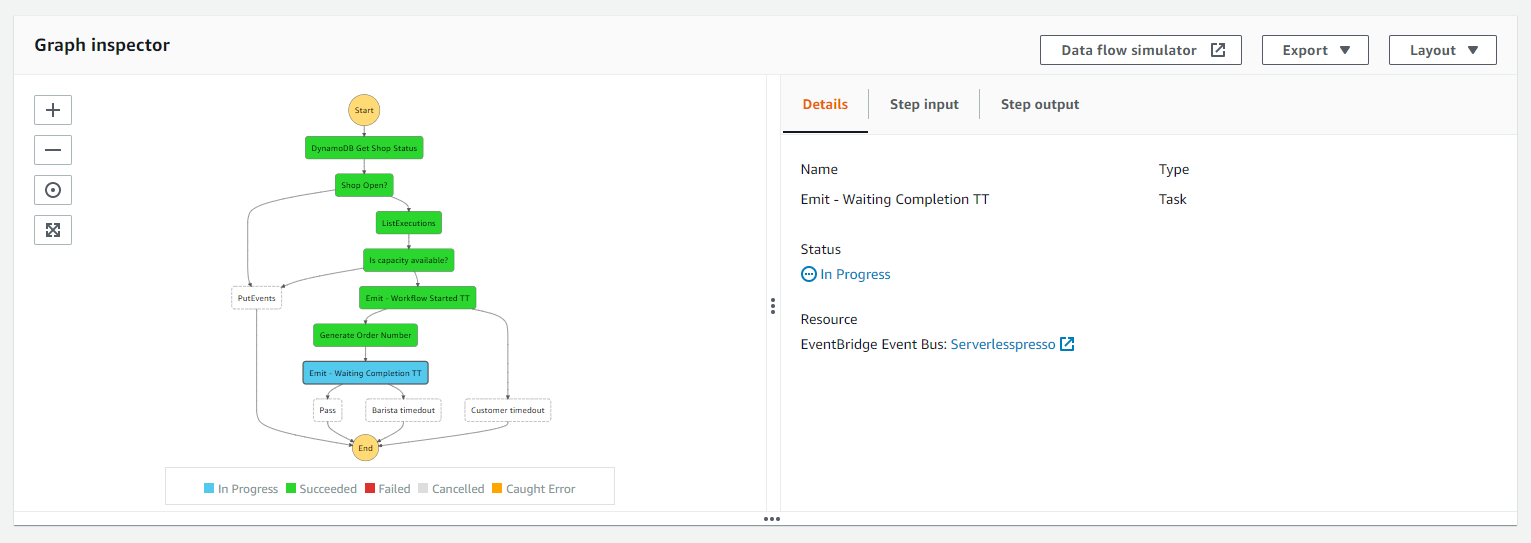 Graph inspector
Data flow simulator
Export
Layout
Start
DynamoDB Get Shop Status
Shop Open?
ListExecutions
Is capacity available?
PutEvents
Emit - Workflow Started TT
Generate Order Number
Emit - Waiting Completion TT
Pass
Barista timedout
Customer timedout
End
In Progress
Succeeded
Failed
Cancelled
Caught Error
Details
Step input
Step output
Name
Type
Emit - Waiting Completion TT
Task
Status
In Progress
Resource
EventBridge Event Bus: Serverlesspresso